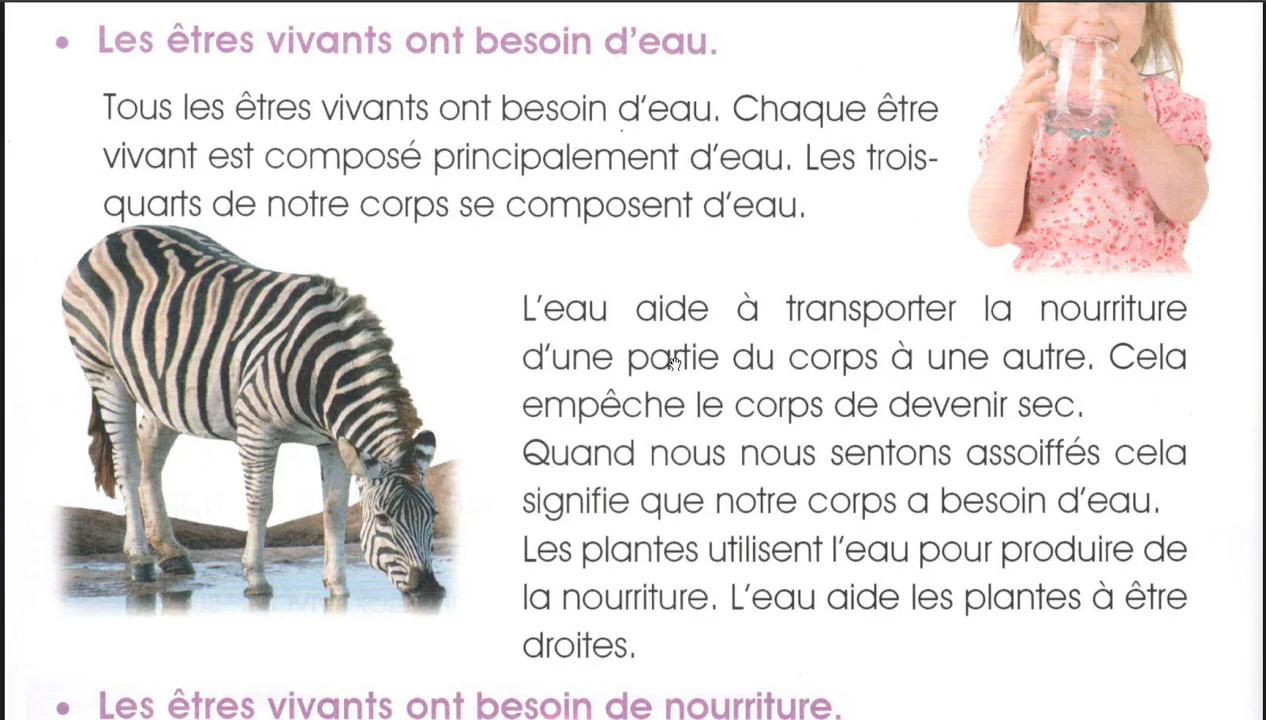 • Les êtres vivants ont besoin d'eau.
Tous les êtres vivants ont besoin d'eau. Chaque être
vivant est composé principalement d'eau. Les trois-
quarts de notre corps se composent d'eau.
L'eau aide à transporter la nourriture
d'une partie du corps à une autre. Cela
empêche le corps de devenir sec.
Quand nous nous sentons assoiffés cela
signifie que notre corps a besoin d'eau.
Les plantes utilisent l'eau pour produire de
la nourriture. L'eau aide les plantes à être
droites.
• Les êtres vivants ont besoin de nourriture.